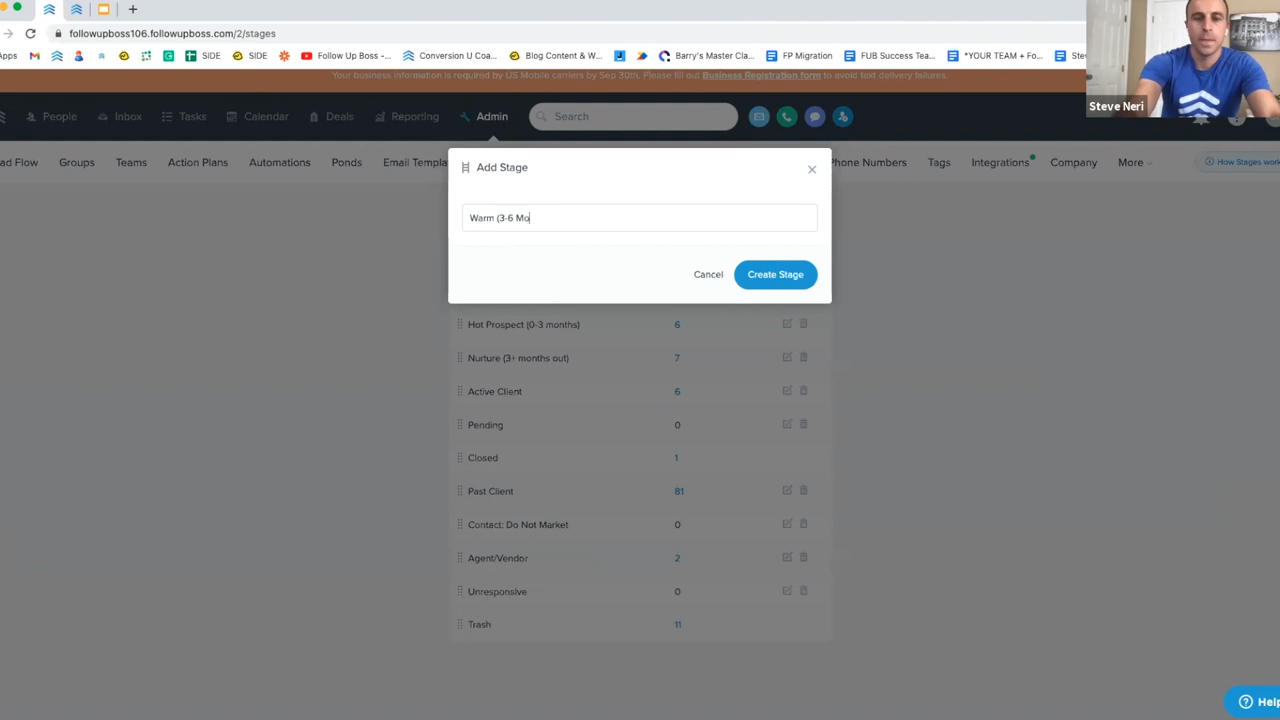 followupboss106.followupboss.com/2/stages
Apps
SIDE
SIDE
Follow Up Boss -...
Conversion U Coa...
Blog Content & W...
Barry's Master Cla...
FP Migration
FUB Success Tea...
*YOUR TEAM + Fo...
Your business information is required by US Mobile carriers by Sep 30th. Please fill out Business Registration form to avoid text delivery failures.
Steve Neri
People
Inbox
Tasks
Calendar
Deals
Reporting
Admin
Search
ad Flow
Groups
Teams
Action Plans
Automations
Ponds
Email Templa
Phone Numbers
Tags
Integrations
Company
More
How Stages work
Add Stage
Warm (3-6 Mo
Cancel
Create Stage
Hot Prospect (0-3 months) 6
Nurture (3+ months out) 7
Active Client 6
Pending 0
Closed 1
Past Client 81
Contact: Do Not Market 0
Agent/Vendor 2
Unresponsive 0
Trash 11
Help